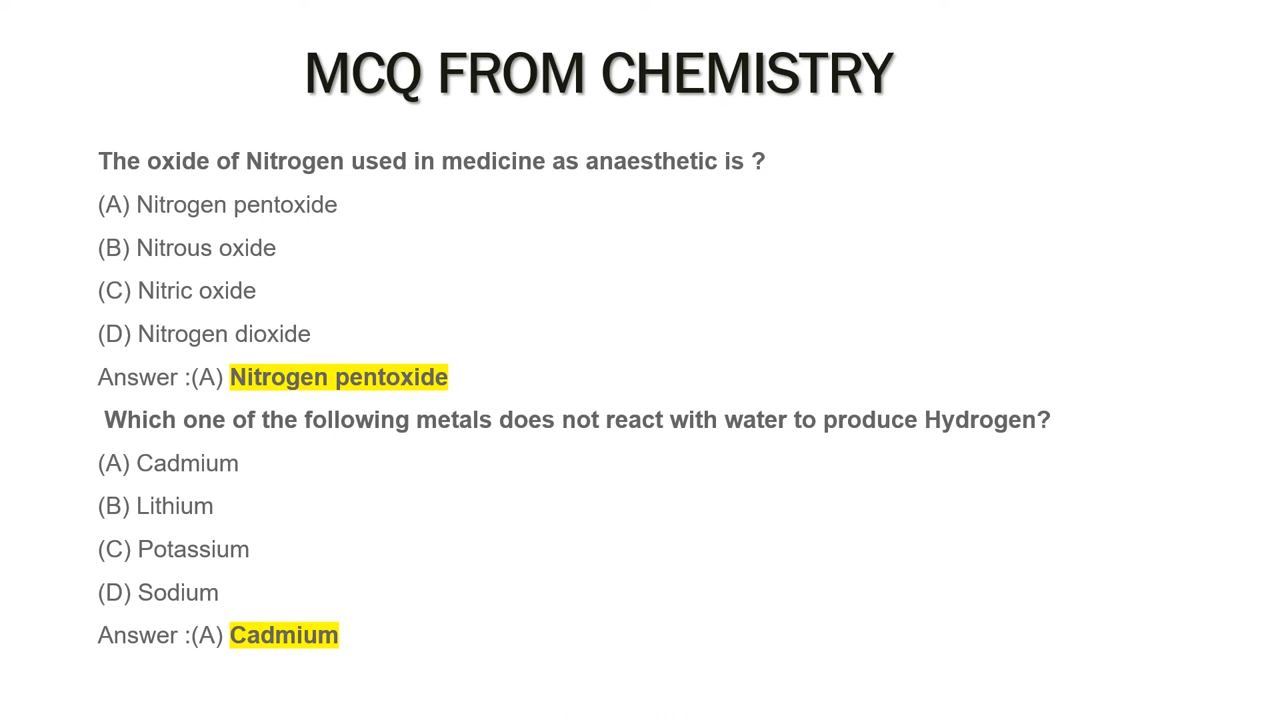 MCQ FROM CHEMISTRY
The oxide of Nitrogen used in medicine as anaesthetic is ?
(A) Nitrogen pentoxide
(B) Nitrous oxide
(C) Nitric oxide
(D) Nitrogen dioxide
Answer :(A) Nitrogen pentoxide
Which one of the following metals does not react with water to produce Hydrogen?
(A) Cadmium
(B) Lithium
(C) Potassium
(D) Sodium
Answer :(A) Cadmium